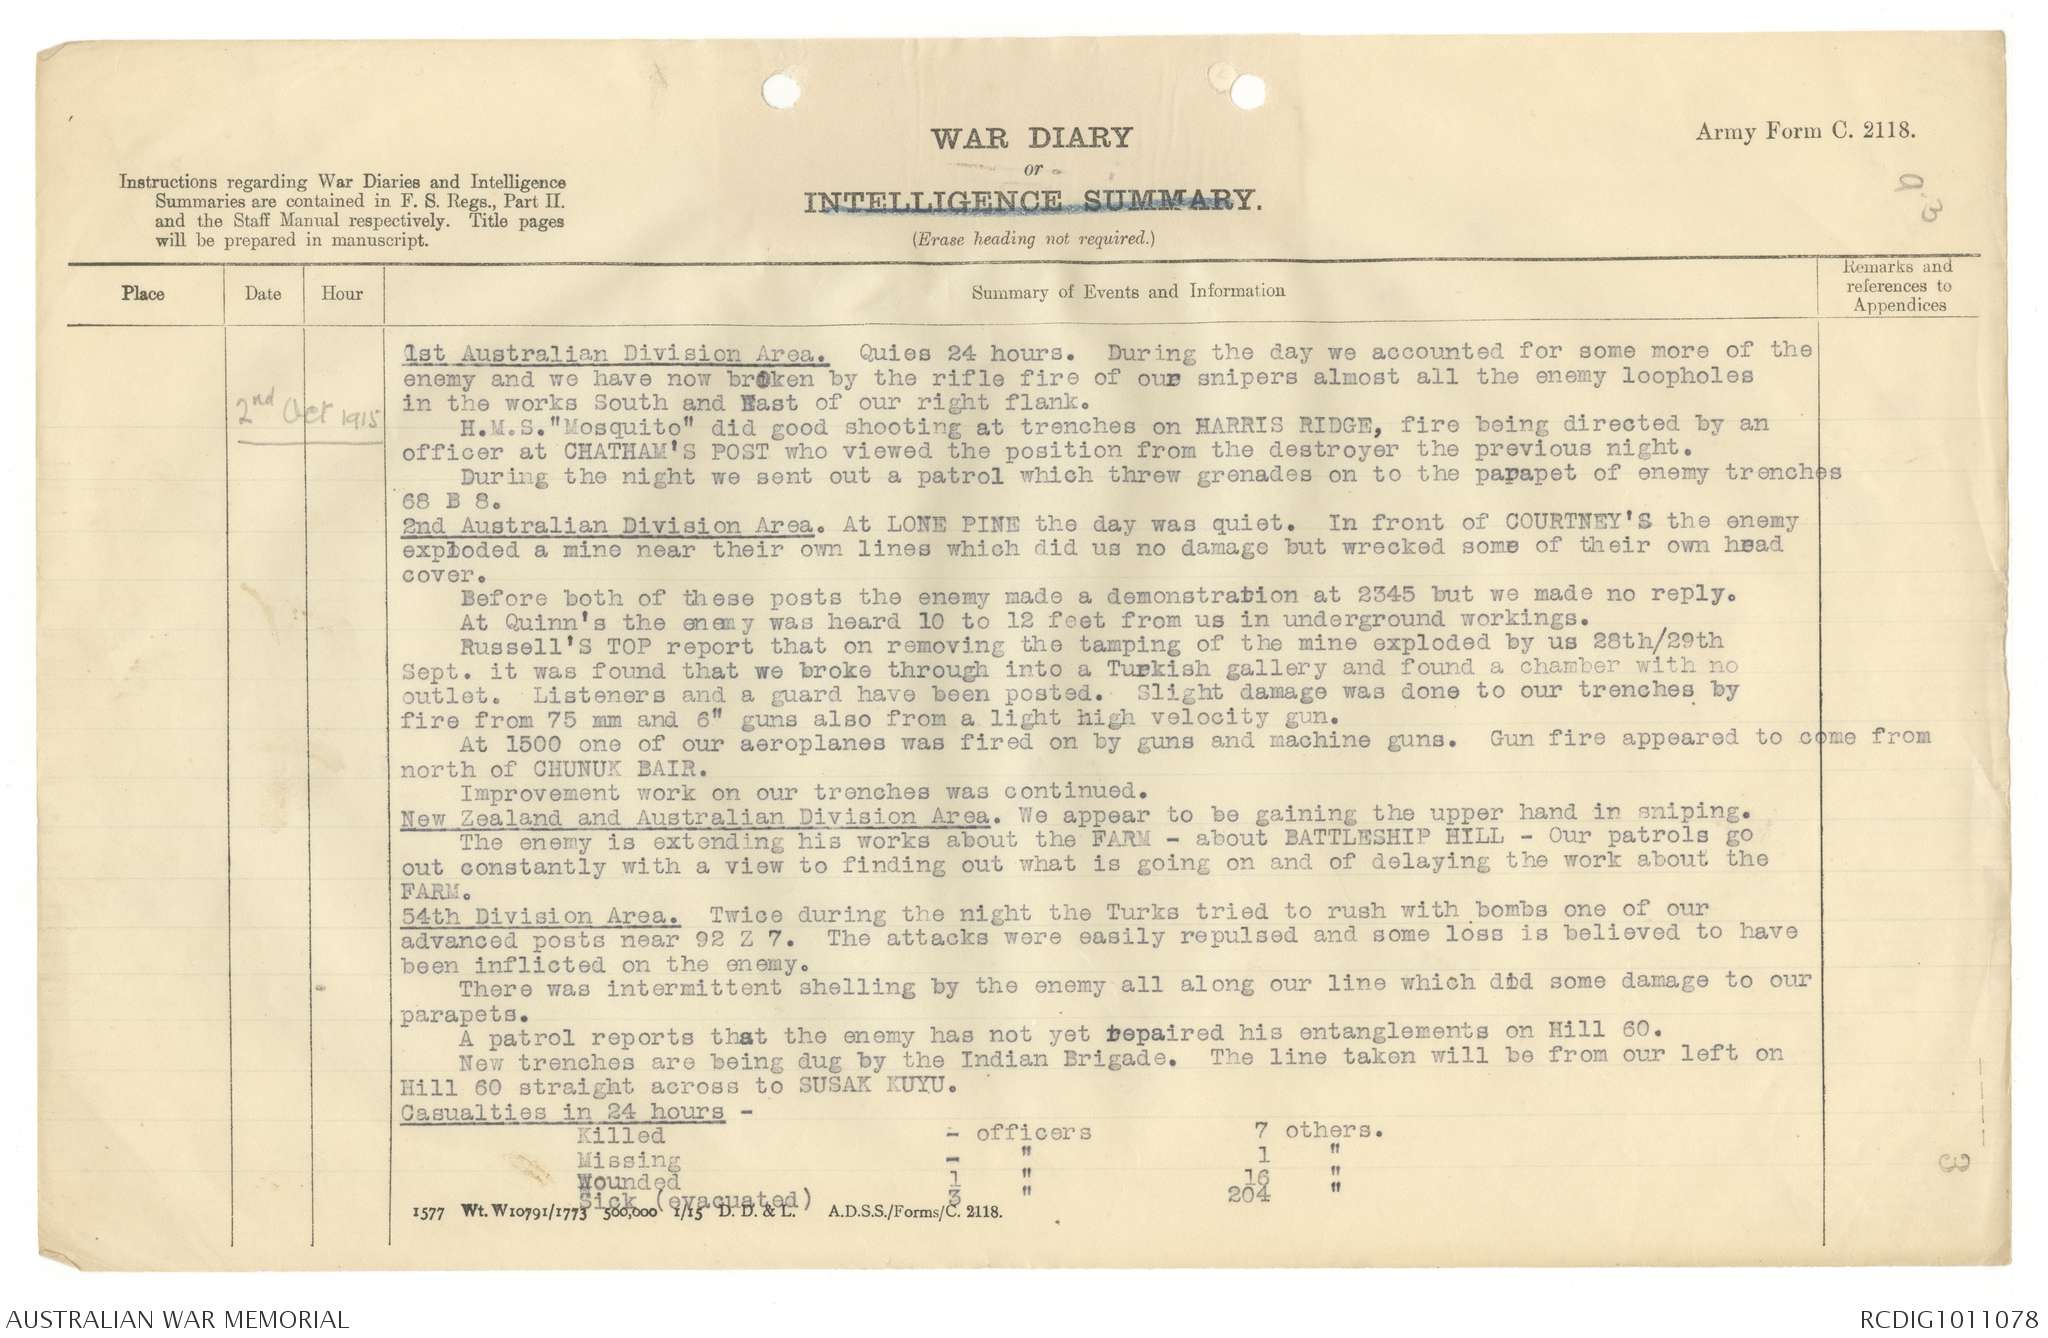 WAR DIARY
or
INTELLIGENCE SUMMARY.
(Erase heading not required.)
Army Form C. 2118.
Instructions regarding War Diaries and Intelligence
Summaries are contained in F. S. Regs., Part II.
and the Staff Manual respectively. Title pages
will be prepared in manuscript.
Place
Date
Hour
Summary of Events and Information
Remarks and
references to
Appendices
2nd Oct 1915
1st Australian Division Area. Quies 24 hours. During the day we accounted for some more of the
enemy and we have now broken by the rifle fire of our snipers almost all the enemy loopholes
in the works South and East of our right flank.
H.M.S."Mosquito" did good shooting at trenches on HARRIS RIDGE, fire being directed by an
officer at CHATHAM'S POST who viewed the position from the destroyer the previous night.
During the night we sent out a patrol which threw grenades on to the parapet of enemy trenches
68 B 8.
2nd Australian Division Area. At LONE PINE the day was quiet. In front of COURTNEY'S the enemy
exploded a mine near their own lines which did us no damage but wrecked some of their own head
cover.
Before both of these posts the enemy made a demonstration at 2345 but we made no reply.
At Quinn's the enemy was heard 10 to 12 feet from us in underground workings.
Russell'S TOP report that on removing the tamping of the mine exploded by us 28th/29th
Sept. it was found that we broke through into a Turkish gallery and found a chamber with no
outlet. Listeners and a guard have been posted. Slight damage was done to our trenches by
fire from 75 mm and 6" guns also from a light high velocity gun.
At 1500 one of our aeroplanes was fired on by guns and machine guns. Gun fire appeared to come from
north of CHUNUK BAIR.
Improvement work on our trenches was continued.
New Zealand and Australian Division Area. We appear to be gaining the upper hand in sniping.
The enemy is extending his works about the FARM - about BATTLESHIP HILL - Our patrols go
out constantly with a view to finding out what is going on and of delaying the work about the
FARM.
54th Division Area. Twice during the night the Turks tried to rush with bombs one of our
advanced posts near 92 Z 7. The attacks were easily repulsed and some loss is believed to have
been inflicted on the enemy.
There was intermittent shelling by the enemy all along our line which did some damage to our
parapets.
A patrol reports that the enemy has not yet repaired his entanglements on Hill 60.
New trenches are being dug by the Indian Brigade. The line taken will be from our left on
Hill 60 straight across to SUSAK KUYU.
Casualties in 24 hours -
Killed - officers 7 others.
Missing - " 1 "
Wounded 1 " 16 "
Sick (evacuated) 3 " 204 "
1577 Wt. W10791/1773 500,000 1/15 D. D. & L. A.D.S.S./Forms/C. 2118.
3
AUSTRALIAN WAR MEMORIAL
RCDIG1011078